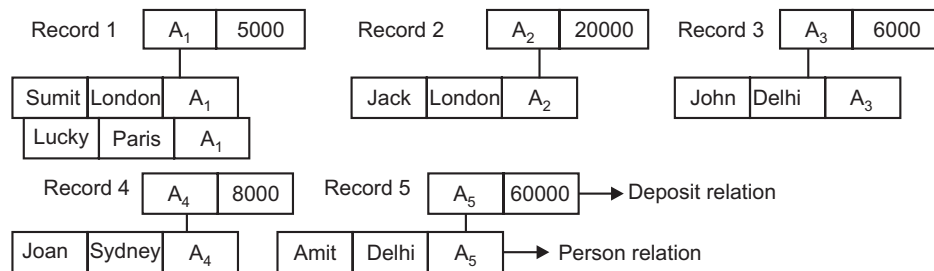 Record 1 A1 5000 Record 2 A2 20000 Record 3 A3 6000
Sumit London A1 Jack London A2 John Delhi A3
Lucky Paris A1
Record 4 A4 8000 Record 5 A5 60000 Deposit relation
Joan Sydney A4 Amit Delhi A5 Person relation